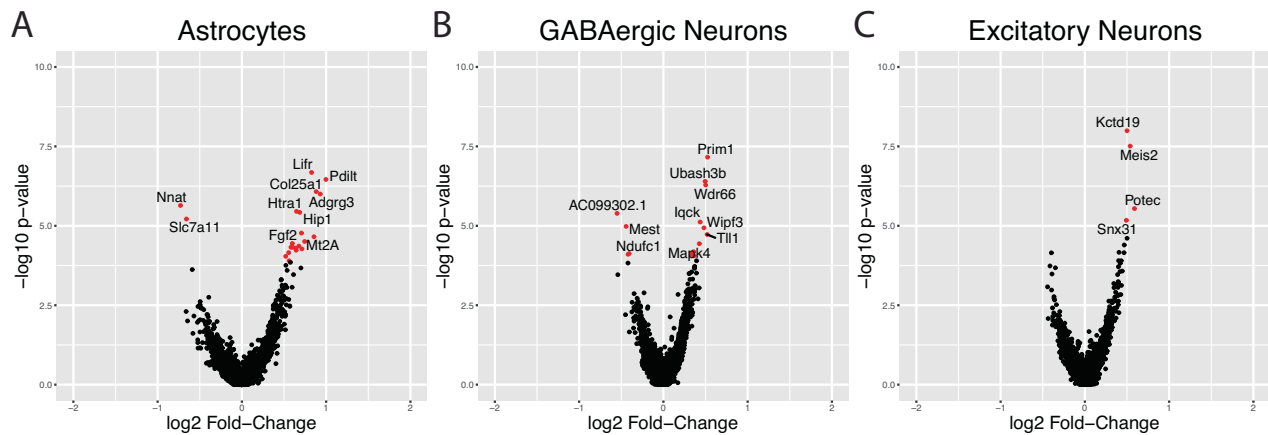 A
Astrocytes
10.0
7.5
5.0
2.5
0.0
−log10 p−value
Lifr
Pdilt
Col25a1
Nnat
Htra1
Adgrg3
Slc7a11
Hip1
Fgf2
Mt2A
−2
−1
0
1
2
log2 Fold−Change
B
GABAergic Neurons
10.0
7.5
5.0
2.5
0.0
−log10 p−value
Prim1
Ubash3b
Wdr66
AC099302.1
Iqck
Wipf3
Mest
Tll1
Ndufc1
Mapk4
−2
−1
0
1
2
log2 Fold−Change
C
Excitatory Neurons
10.0
7.5
5.0
2.5
0.0
−log10 p−value
Kctd19
Meis2
Potec
Snx31
−2
−1
0
1
2
log2 Fold−Change